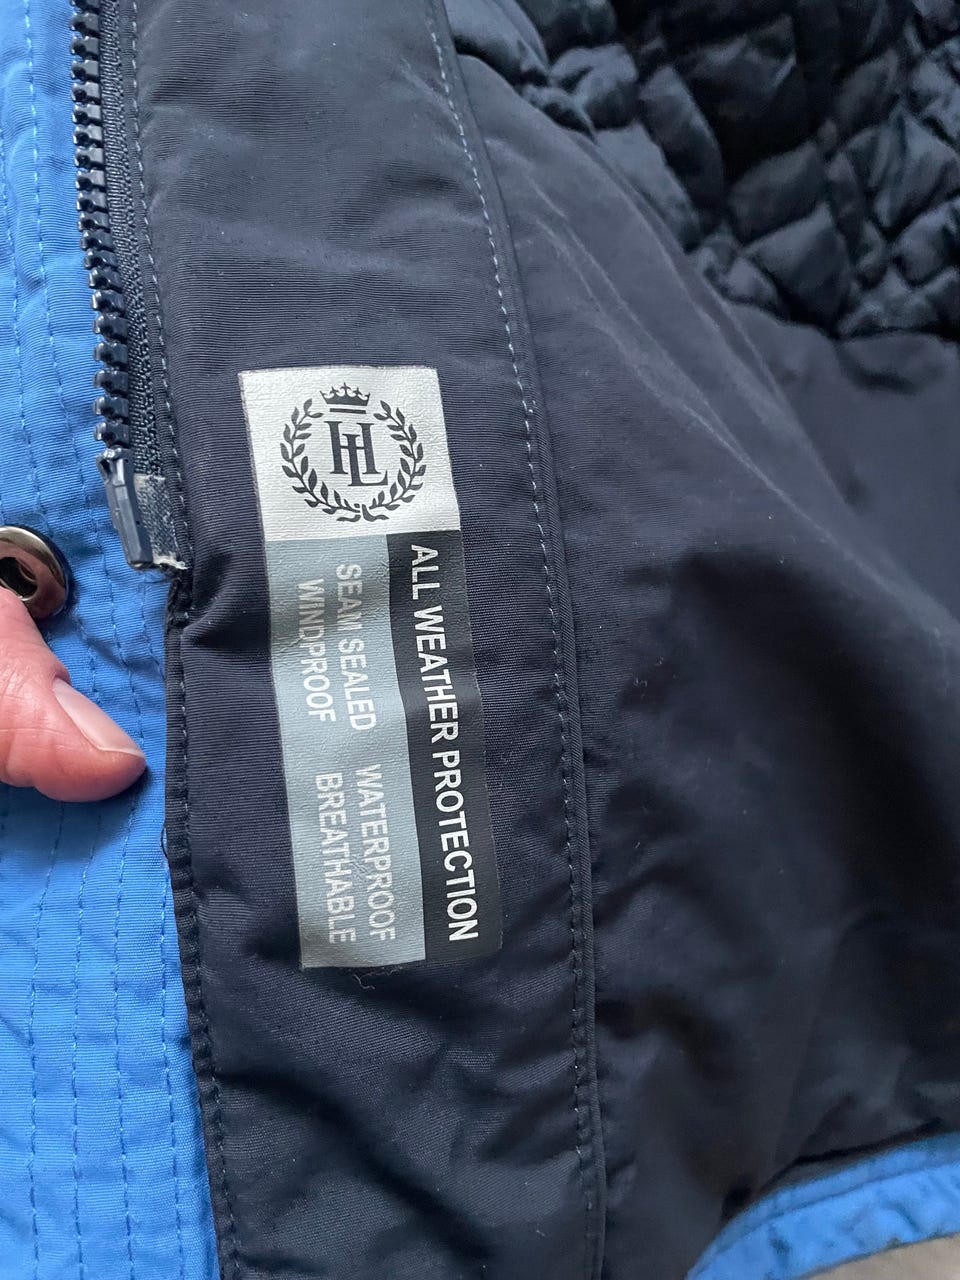 HL
ALL WEATHER PROTECTION
SEAM SEALED WATERPROOF
WINDPROOF BREATHABLE